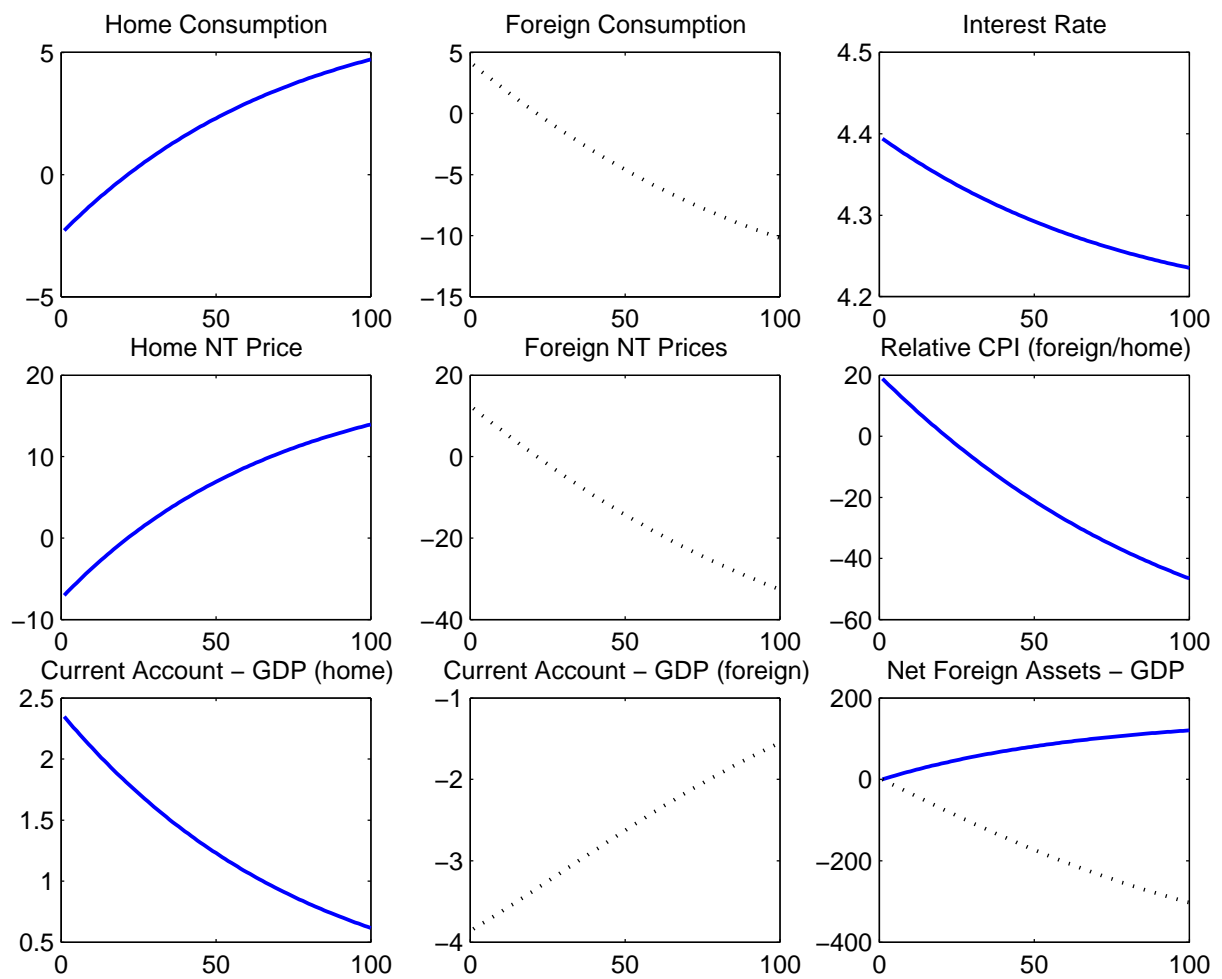 Home Consumption
5
0
−5
0 50 100
Foreign Consumption
5
0
−5
−10
−15
0 50 100
Interest Rate
4.5
4.4
4.3
4.2
0 50 100
Home NT Price
20
10
0
−10
0 50 100
Foreign NT Prices
20
0
−20
−40
0 50 100
Relative CPI (foreign/home)
20
0
−20
−40
−60
0 50 100
Current Account − GDP (home)
2.5
2
1.5
1
0.5
0 50 100
Current Account − GDP (foreign)
−1
−2
−3
−4
0 50 100
Net Foreign Assets − GDP
200
0
−200
−400
0 50 100